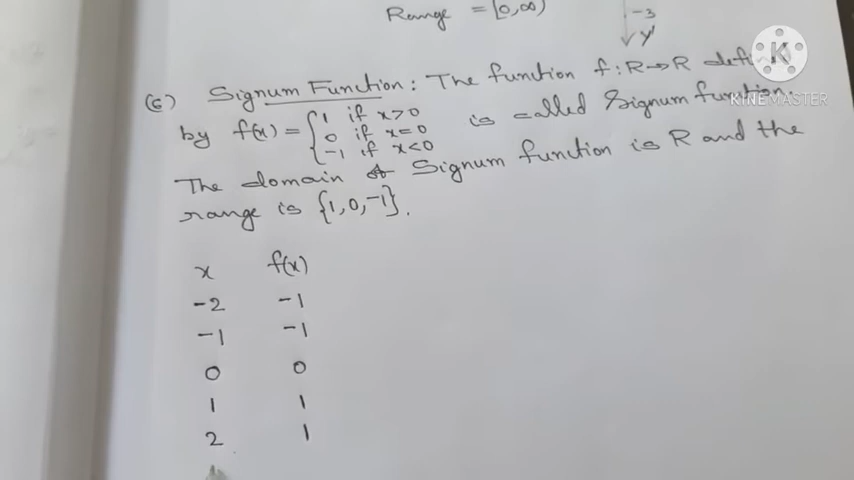 Range = [0,∞)
-3
Y'
K
KINEMASTER
(6) Signum Function: The function f: R→R
by f(x) = { 1 if x>0
0 if x=0
-1 if x<0
is called Signum function.
The domain of Signum function is R and the
range is {1,0,-1}.
x f(x)
-2 -1
-1 -1
0 0
1 1
2 1